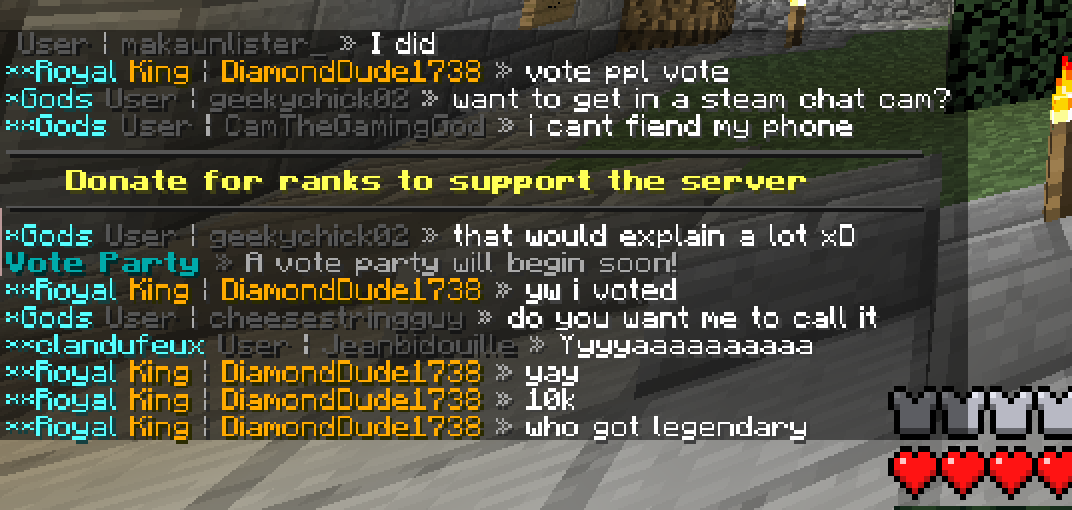 User | makaunlister_ » I did
××Royal King | DiamondDude1738 » vote ppl vote
×Gods User | geekychick02 » want to get in a steam chat cam?
××Gods User | CamTheGamingGod » i cant fiend my phone
Donate for ranks to support the server
×Gods User | geekychick02 » that would explain a lot xD
Vote Party » A vote party will begin soon!
××Royal King | DiamondDude1738 » yw i voted
×Gods User | cheesestringguy » do you want me to call it
××clandufeux User | JeanBidouille » Yyyyaaaaaaaaaa
××Royal King | DiamondDude1738 » yay
××Royal King | DiamondDude1738 » 10k
××Royal King | DiamondDude1738 » who got legendary